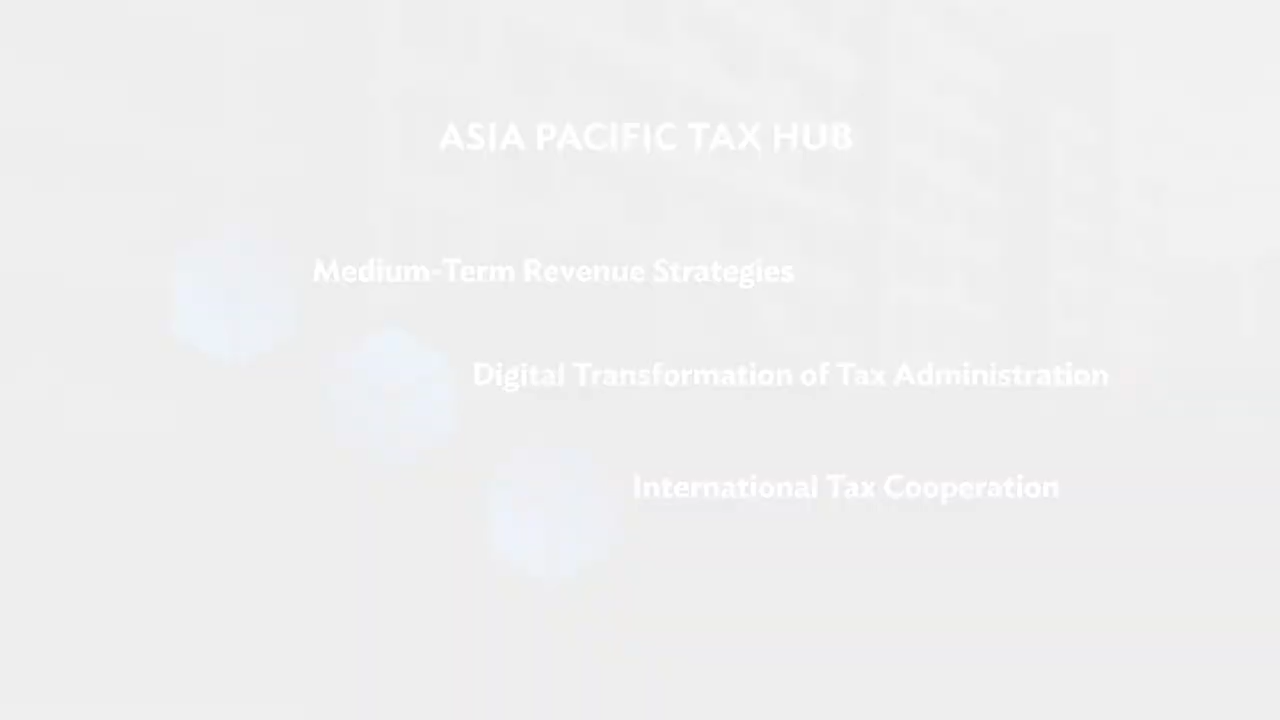 ASIA PACIFIC TAX HUB
Medium-Term Revenue Strategies
Digital Transformation of Tax Administration
International Tax Cooperation